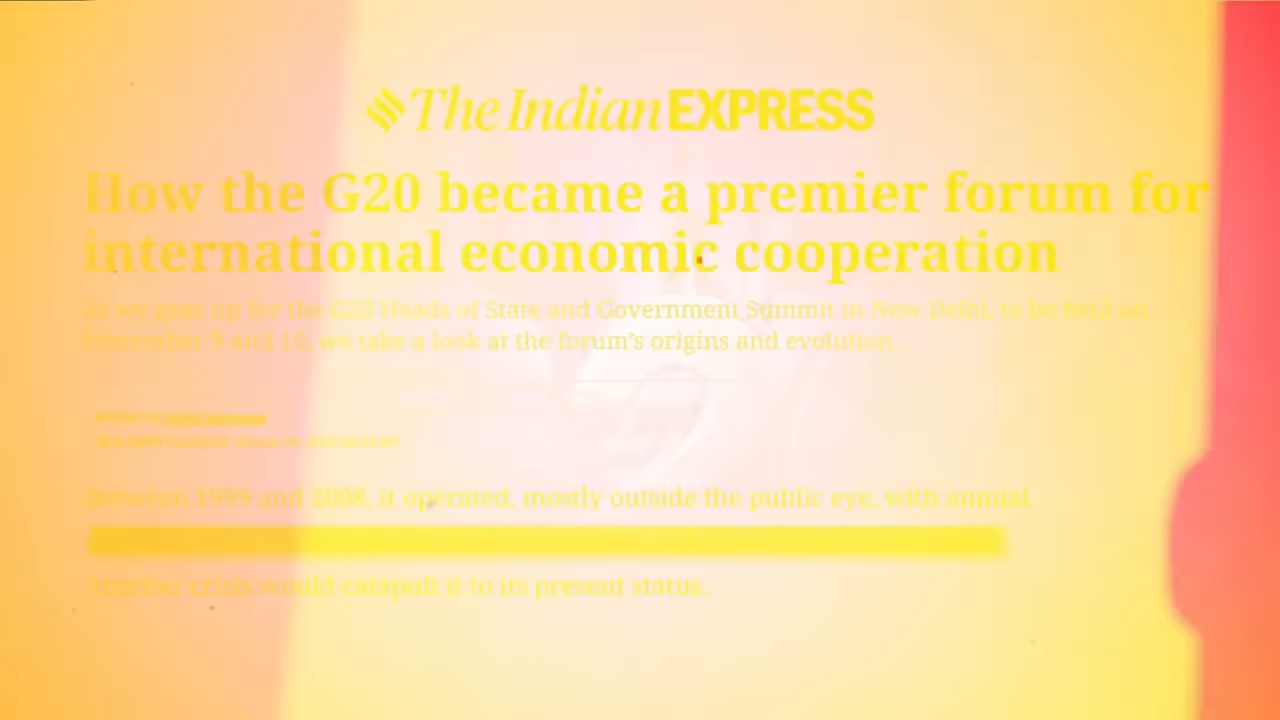 The Indian EXPRESS
How the G20 became a premier forum for
international economic cooperation
As we gear up for the G20 Heads of State and Government Summit in New Delhi, to be held on
September 9 and 10, we take a look at the forum's origins and evolution.
Between 1999 and 2008, it operated, mostly outside the public eye, with annual
Another crisis would catapult it to its present status.